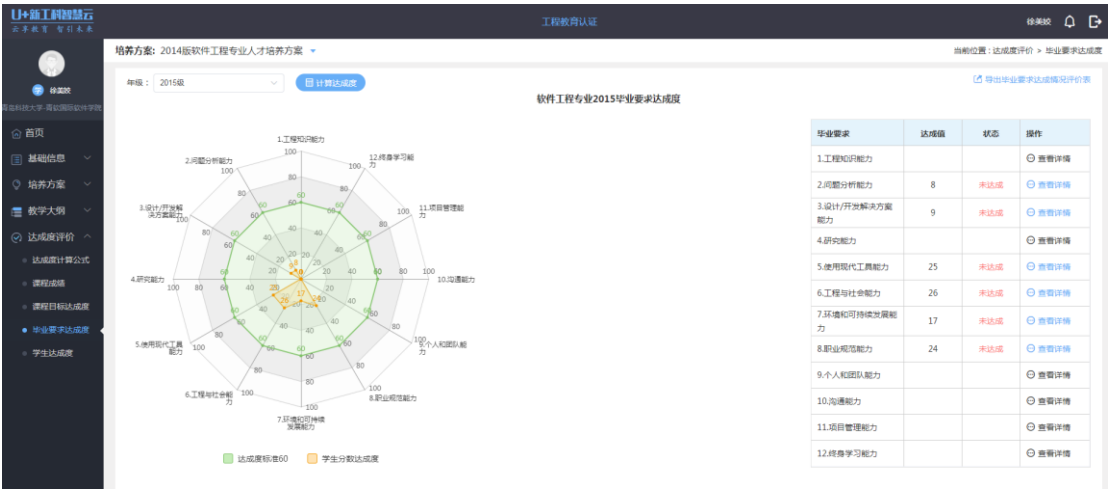 U+新工科智慧云
云享教育 智引未来
工程教育认证
徐美姣
徐美姣
青岛科技大学-青软国际软件学院
首页
基础信息
培养方案
教学大纲
达成度评价
达成度计算公式
课程成绩
课程目标达成度
毕业要求达成度
学生达成度
培养方案: 2014版软件工程专业人才培养方案
当前位置：达成度评价 > 毕业要求达成度
年级： 2015级
计算达成度
导出毕业要求达成情况评价表
软件工程专业2015毕业要求达成度
1.工程知识能力
2.问题分析能力
3.设计/开发解
决方案能力
4.研究能力
5.使用现代工具
能力
6.工程与社会能
力
7.环境和可持续
发展能力
8.职业规范能力
9.个人和团队能
力
10.沟通能力
11.项目管理能
力
12.终身学习能
力
达成度标准60
学生分数达成度
毕业要求 达成值 状态 操作
1.工程知识能力 查看详情
2.问题分析能力 8 未达成 查看详情
3.设计/开发解决方案
能力 9 未达成 查看详情
4.研究能力 查看详情
5.使用现代工具能力 25 未达成 查看详情
6.工程与社会能力 26 未达成 查看详情
7.环境和可持续发展能
力 17 未达成 查看详情
8.职业规范能力 24 未达成 查看详情
9.个人和团队能力 查看详情
10.沟通能力 查看详情
11.项目管理能力 查看详情
12.终身学习能力 查看详情